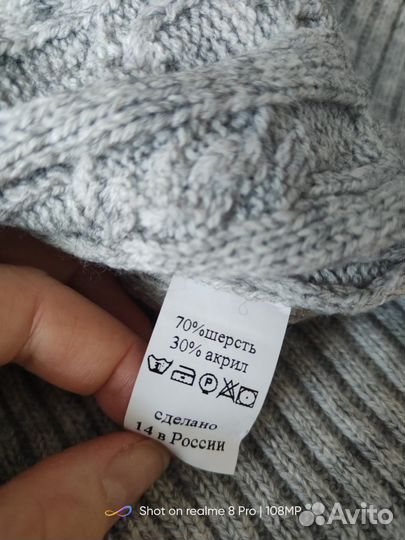 70%шерсть
30% акрил
P
сделано
14 в России
Shot on realme 8 Pro | 108MP
Avito